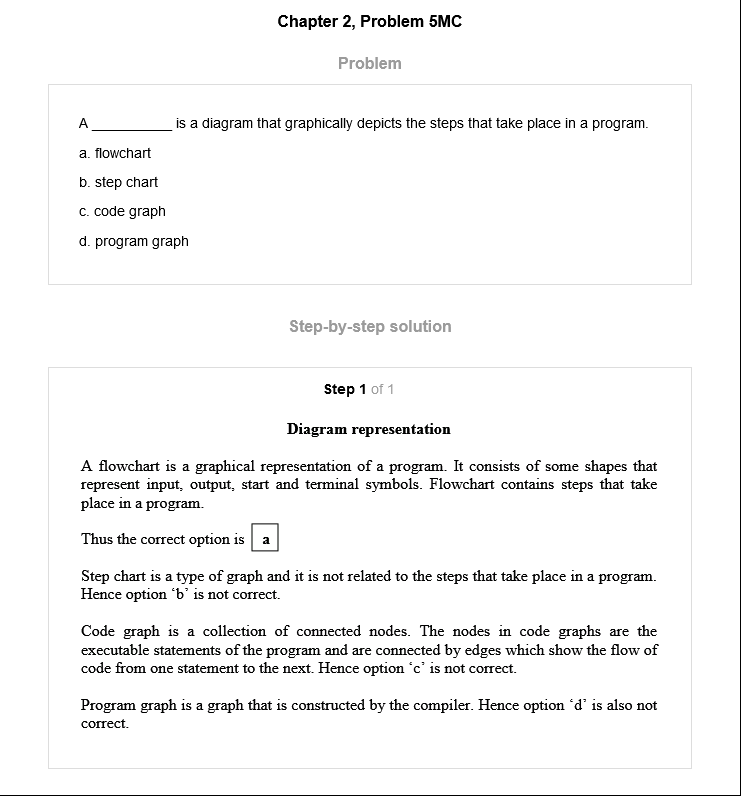 Chapter 2, Problem 5MC
Problem
A __________ is a diagram that graphically depicts the steps that take place in a program.
a. flowchart
b. step chart
c. code graph
d. program graph
Step-by-step solution
Step 1 of 1
Diagram representation
A flowchart is a graphical representation of a program. It consists of some shapes that
represent input, output, start and terminal symbols. Flowchart contains steps that take
place in a program.
Thus the correct option is a
Step chart is a type of graph and it is not related to the steps that take place in a program.
Hence option ‘b’ is not correct.
Code graph is a collection of connected nodes. The nodes in code graphs are the
executable statements of the program and are connected by edges which show the flow of
code from one statement to the next. Hence option ‘c’ is not correct.
Program graph is a graph that is constructed by the compiler. Hence option ‘d’ is also not
correct.